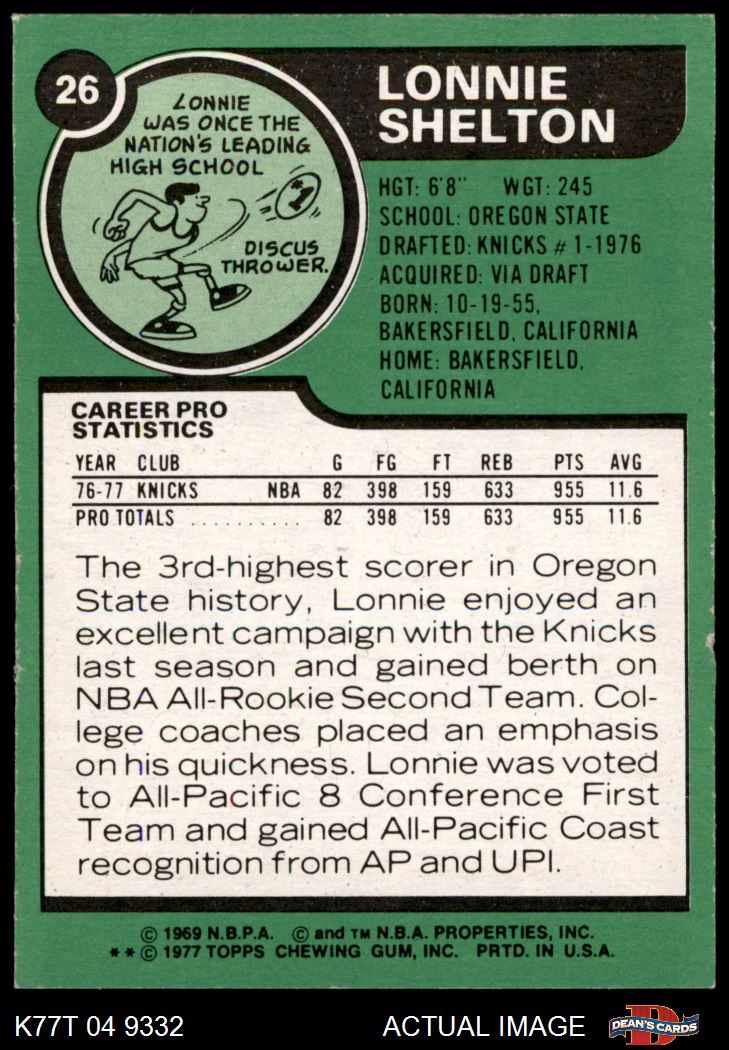 26
LONNIE
WAS ONCE THE
NATION'S LEADING
HIGH SCHOOL
#1
DISCUS
THROWER.
LONNIE
SHELTON
HGT: 6'8" WGT: 245
SCHOOL: OREGON STATE
DRAFTED: KNICKS # 1-1976
ACQUIRED: VIA DRAFT
BORN: 10-19-55,
BAKERSFIELD, CALIFORNIA
HOME: BAKERSFIELD,
CALIFORNIA
CAREER PRO
STATISTICS
YEAR CLUB G FG FT REB PTS AVG
76-77 KNICKS NBA 82 398 159 633 955 11.6
PRO TOTALS .......... 82 398 159 633 955 11.6
The 3rd-highest scorer in Oregon
State history, Lonnie enjoyed an
excellent campaign with the Knicks
last season and gained berth on
NBA All-Rookie Second Team. Col-
lege coaches placed an emphasis
on his quickness. Lonnie was voted
to All-Pacific 8 Conference First
Team and gained All-Pacific Coast
recognition from AP and UPI.
© 1969 N.B.P.A. © and TM N.B.A. PROPERTIES, INC.
** © 1977 TOPPS CHEWING GUM, INC. PRTD. IN U.S.A.
K77T 04 9332 ACTUAL IMAGE D DEAN'S CARDS